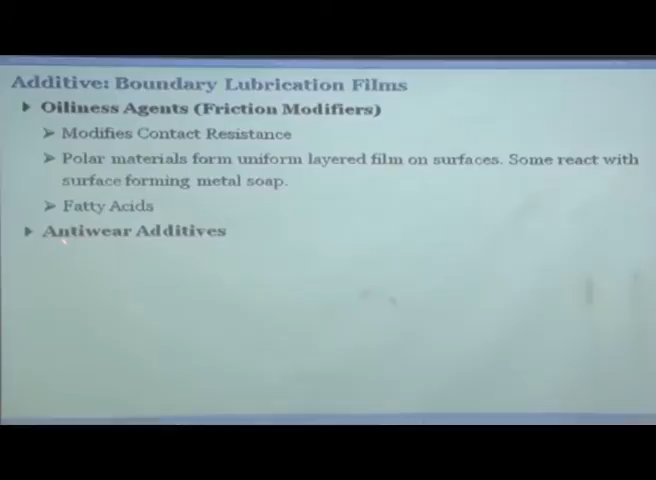 Additive: Boundary Lubrication Films
Oiliness Agents (Friction Modifiers)
Modifies Contact Resistance
Polar materials form uniform layered film on surfaces. Some react with
surface forming metal soap.
Fatty Acids
Antiwear Additives